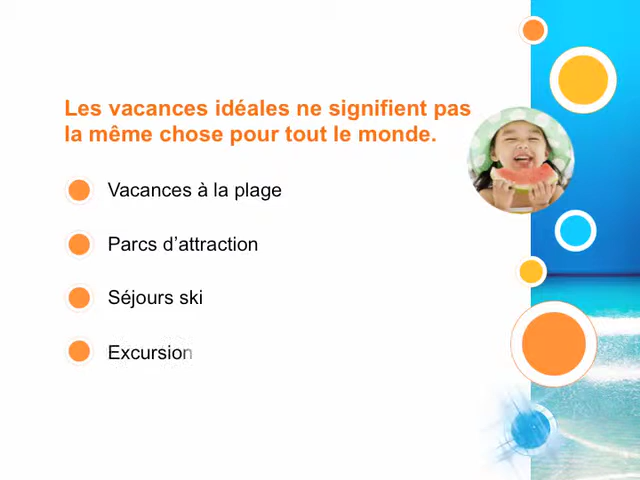 Les vacances idéales ne signifient pas
la même chose pour tout le monde.
Vacances à la plage
Parcs d’attraction
Séjours ski
Excursion